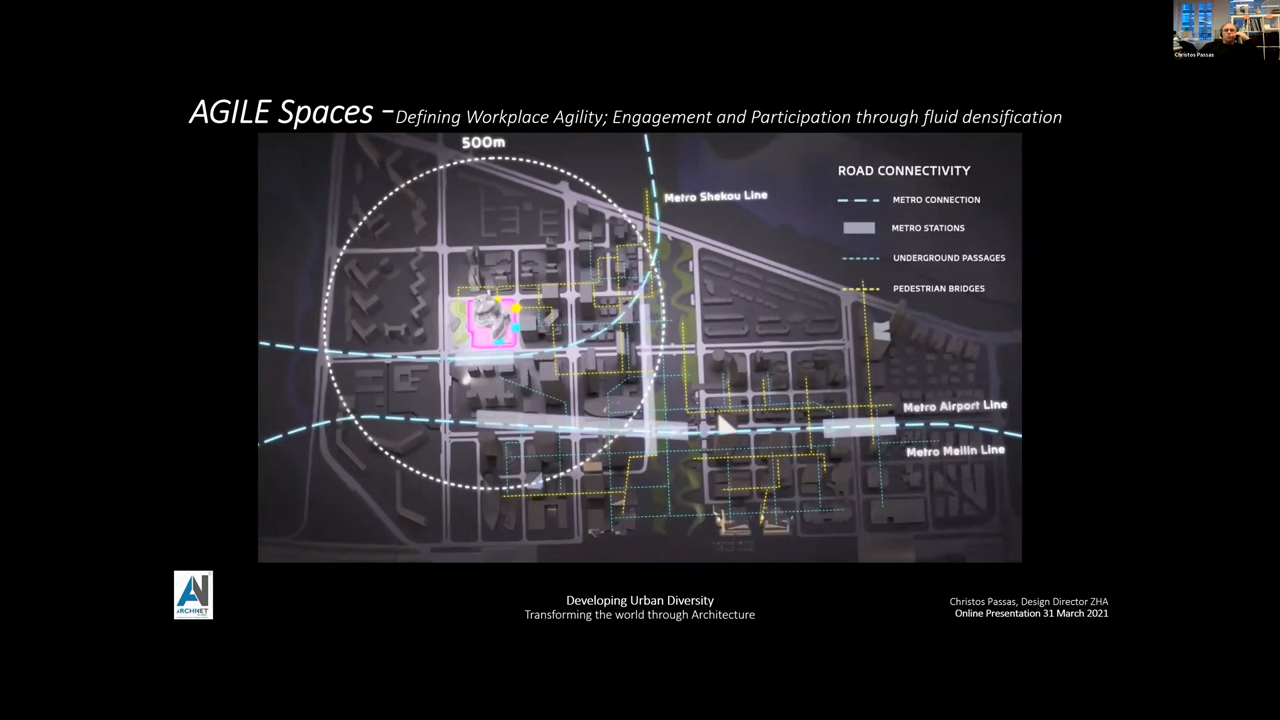 Christos Passas
AGILE Spaces – Defining Workplace Agility; Engagement and Participation through fluid densification
500m
Metro Shekou Line
ROAD CONNECTIVITY
METRO CONNECTION
METRO STATIONS
UNDERGROUND PASSAGES
PEDESTRIAN BRIDGES
Metro Airport Line
Metro Meilin Line
ARCHNET
Developing Urban Diversity
Transforming the world through Architecture
Christos Passas, Design Director ZHA
Online Presentation 31 March 2021